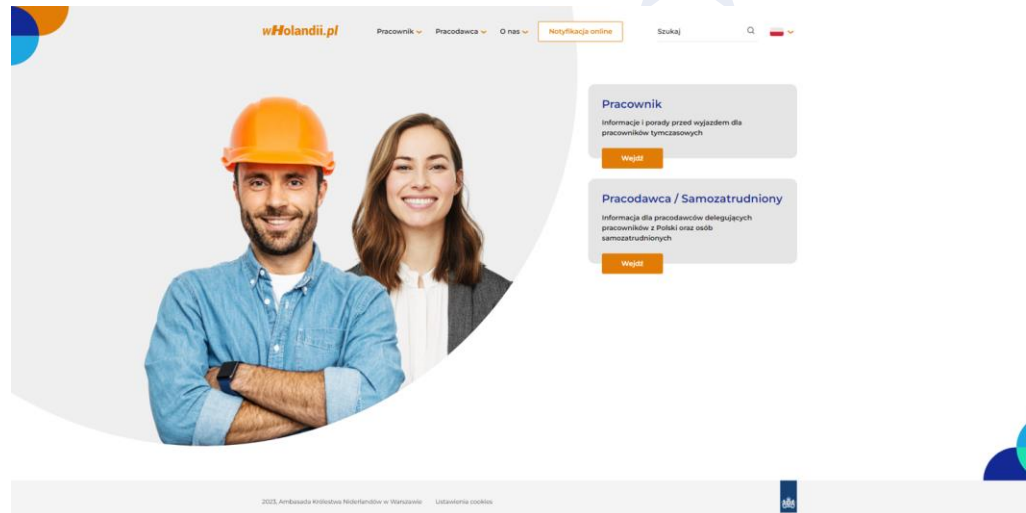 wHolandii.pl
Pracownik Pracodawca O nas Notyfikacja online Szukaj
Pracownik
Informacje i porady przed wyjazdem dla
pracowników tymczasowych
Wejdź
Pracodawca / Samozatrudniony
Informacja dla pracodawców delegujących
pracowników z Polski oraz osób
samozatrudnionych
Wejdź
2023, Ambasada Królestwa Niderlandów w Warszawie Ustawienia cookies